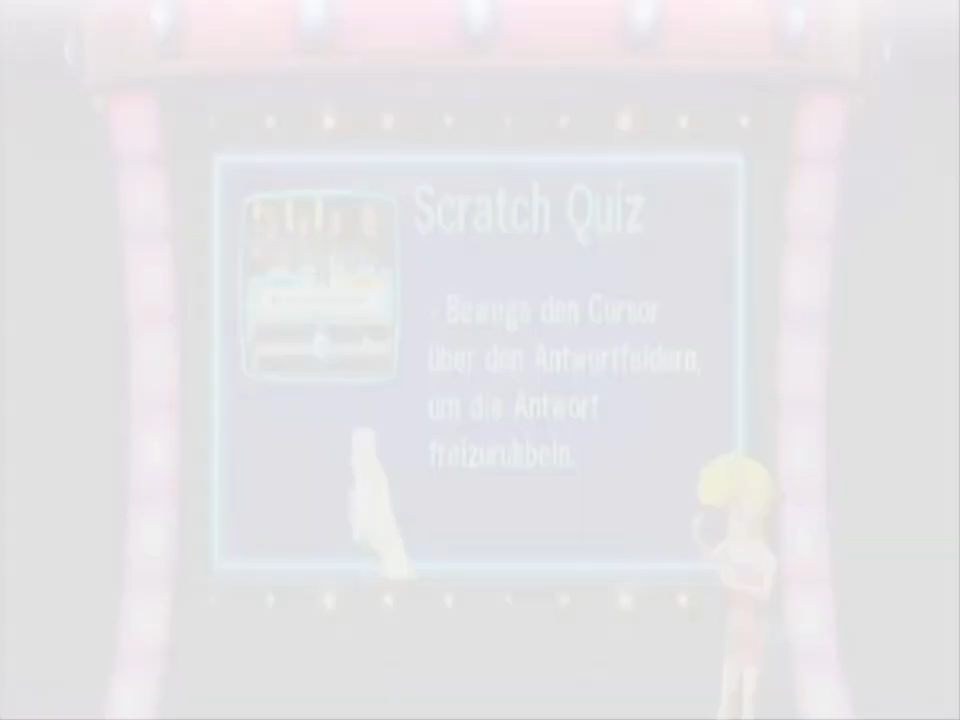 Scratch Quiz
- Bewege den Cursor
über den Antwortfeldern,
um die Antwort
freizurubbeln.